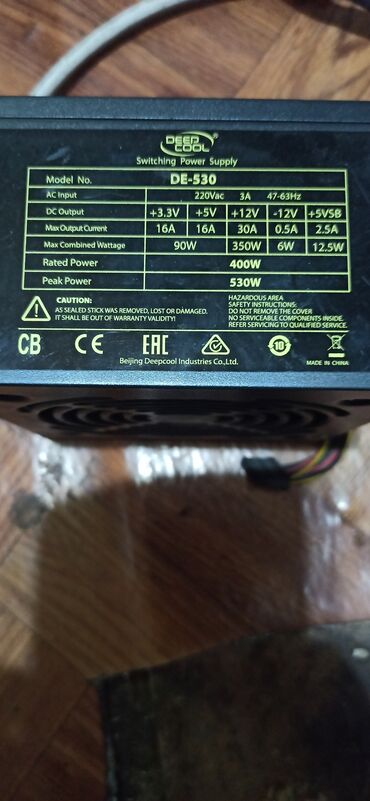 DEEP COOL ®
Switching Power Supply
Model No. DE-530
AC Input 220Vac 3A 47-63Hz
DC Output +3.3V +5V +12V -12V +5VSB
Max Output Current 16A 16A 30A 0.5A 2.5A
Max Combined Wattage 90W 350W 6W 12.5W
Rated Power 400W
Peak Power 530W
CAUTION:
AS SEALED STICK WAS REMOVED, LOST OR DAMAGED.
IT SHALL BE OUT OF WARRANTY VALIDITY!
HAZARDOUS AREA
SAFETY INSTRUCTIONS:
DO NOT REMOVE THE COVER
NO SERVICEABLE COMPONENTS INSIDE.
REFER SERVICING TO QUALIFIED SERVICE.
CB CE EAC 10
Beijing Deepcool Industries Co.,Ltd.
MADE IN CHINA